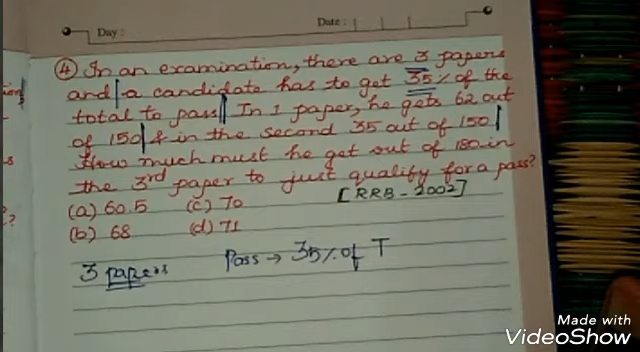 Day :
Date :
④ In an examination, there are 3 papers
and a candidate has to get 35% of the
total to pass. In 1 paper, he gets 62 out
of 150 & in the second 35 out of 150.
How much must he get out of 180 in
the 3rd paper to just qualify for a pass?
[RRB - 2002]
(a) 60.5 (c) 70
(b) 68 (d) 71
3 papers Pass → 35% of T
Made with
VideoShow